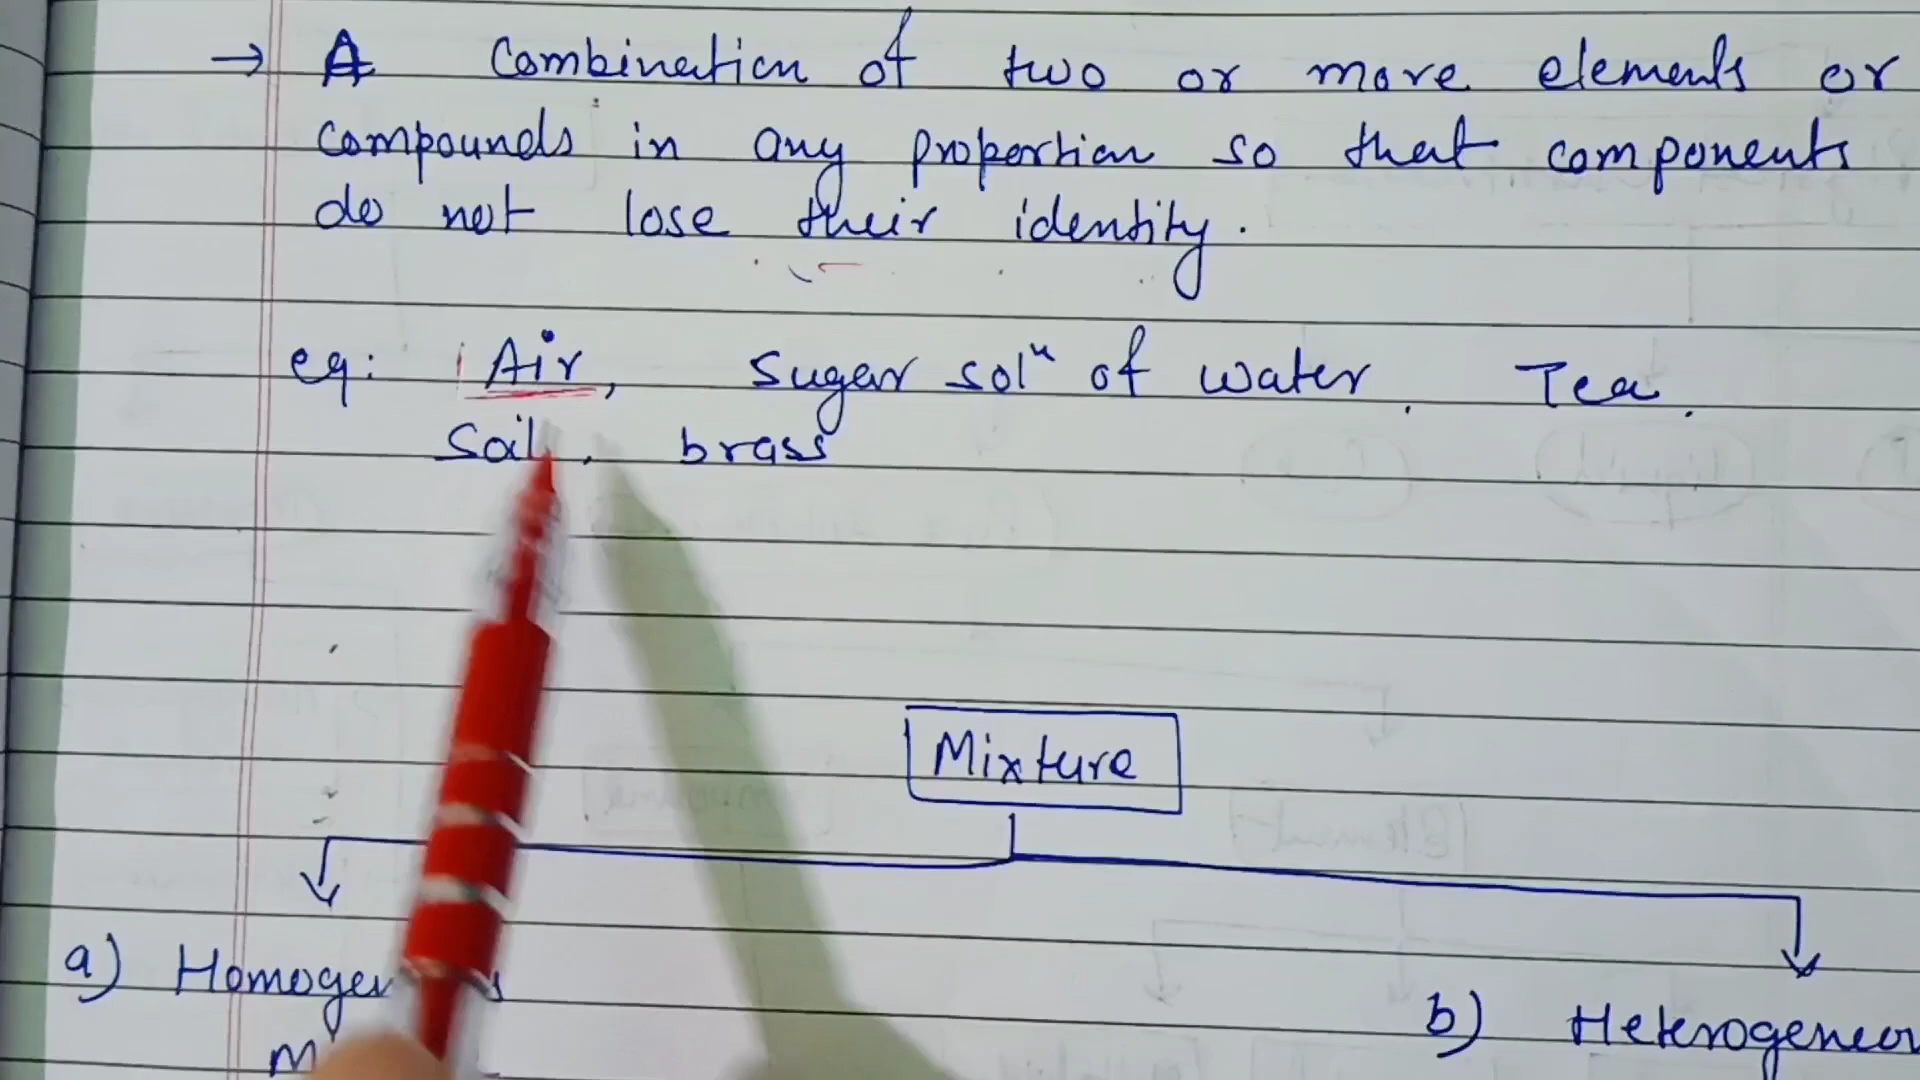 → A Combination of two or more elements or
compounds in any proportion so that components
do not lose their identity.
eg: Air, Sugar solⁿ of water. Tea.
Soil, brass
Mixture
a) Homogen
b) Heterogeneou